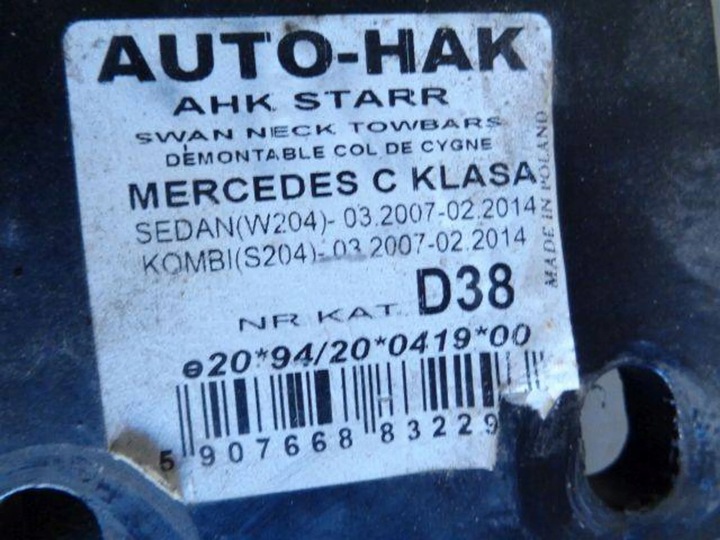 AUTO-HAK
AHK STARR
SWAN NECK TOWBARS
DEMONTABLE COL DE CYGNE
MERCEDES C KLASA
SEDAN(W204)- 03.2007-02.2014
KOMBI(S204)- 03.2007-02.2014
NR KAT. D38
e20*94/20*0419*00
H
5 907668 83229
MADE IN POLAND